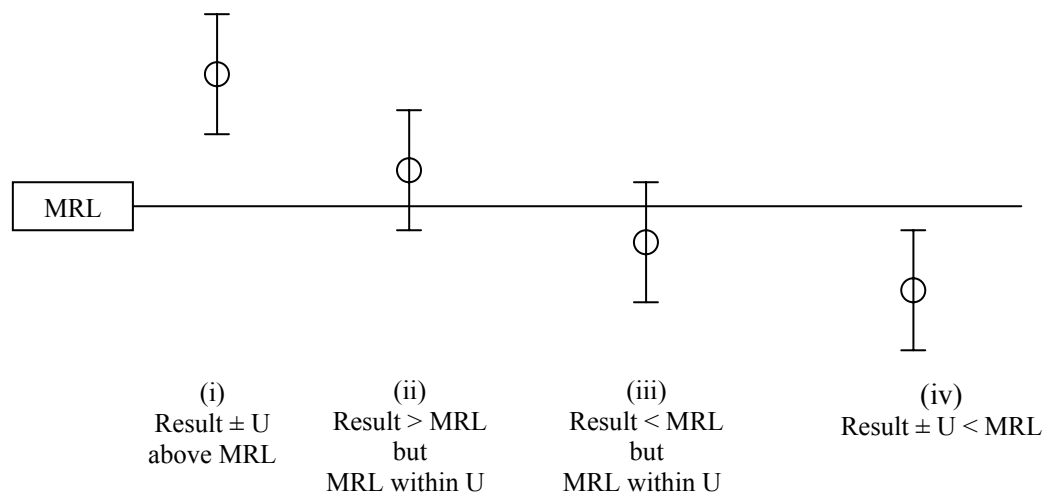 MRL
(i)
Result ± U
above MRL
(ii)
Result > MRL
but
MRL within U
(iii)
Result < MRL
but
MRL within U
(iv)
Result ± U < MRL